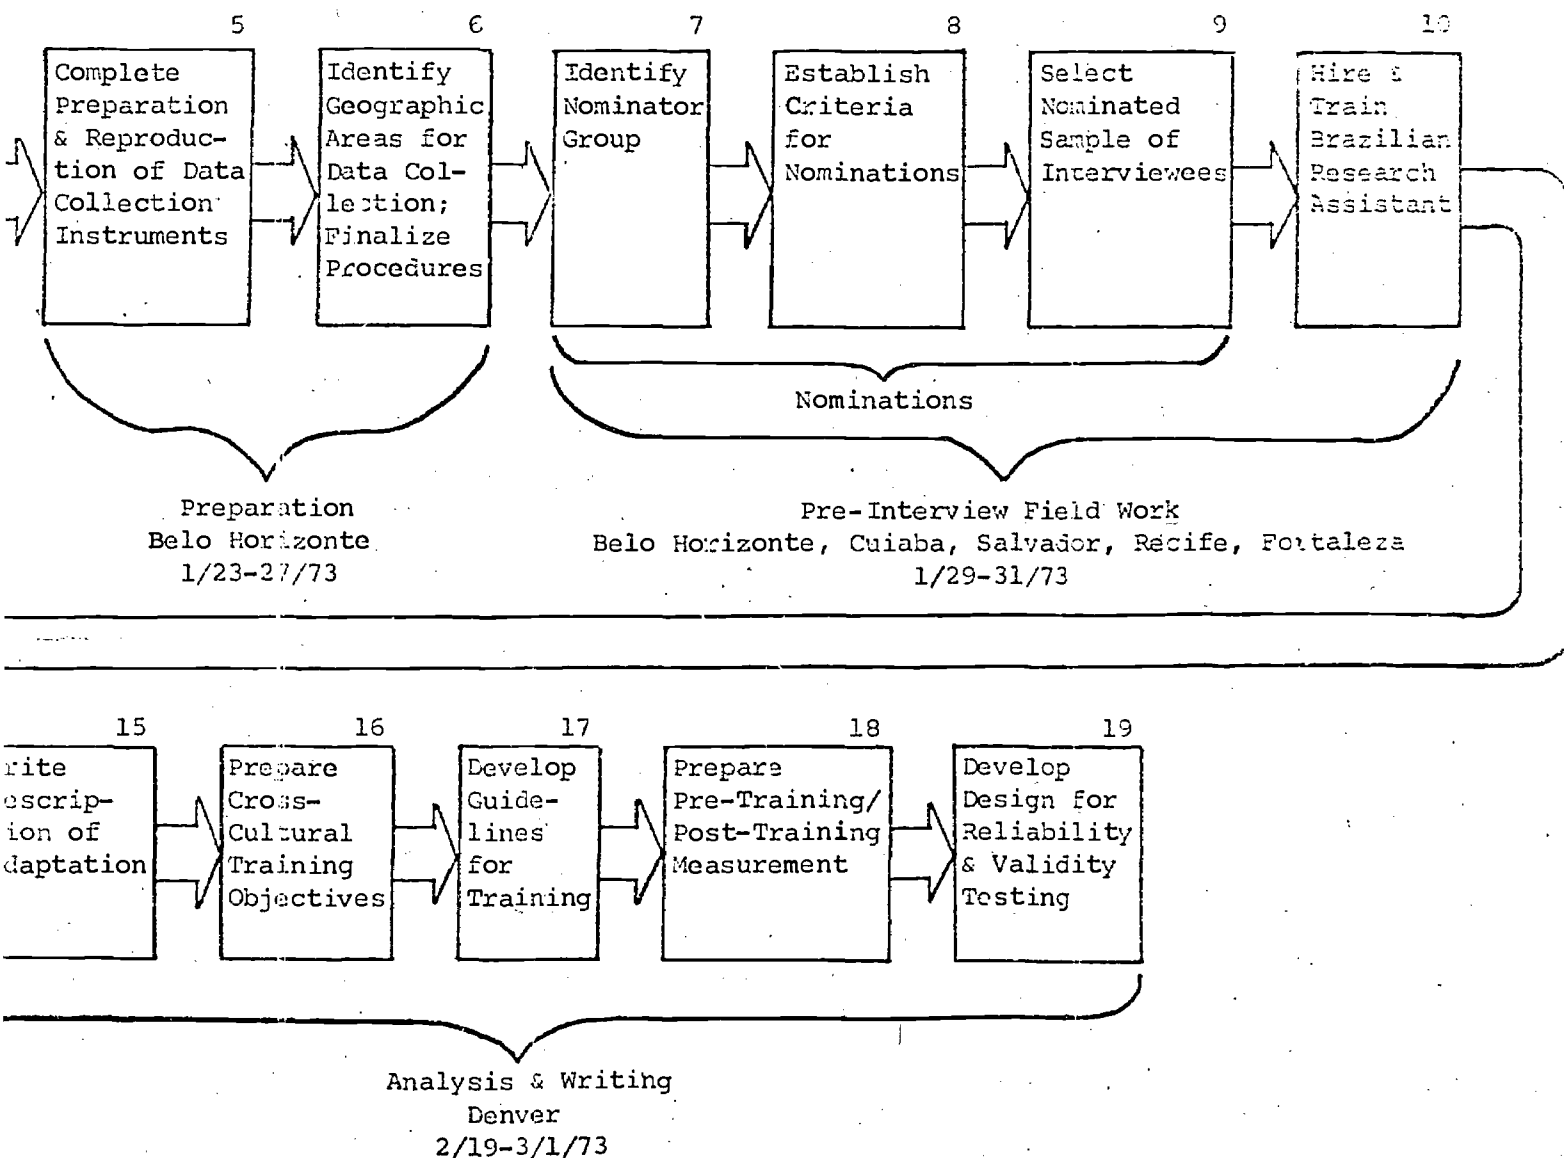 5
6
7
8
9
10
Complete
Preparation
& Reproduc-
tion of Data
Collection
Instruments
Identify
Geographic
Areas for
Data Col-
lection;
Finalize
Procedures
Identify
Nominator
Group
Establish
Criteria
for
Nominations
Select
Nominated
Sample of
Interviewees
Hire &
Train
Brazilian
Research
Assistant
Nominations
Preparation
Belo Horizonte
1/23-27/73
Pre-Interview Field Work
Belo Horizonte, Cuiaba, Salvador, Recife, Fortaleza
1/29-31/73
15
16
17
18
19
rite
escrip-
ion of
daptation
Prepare
Cross-
Cultural
Training
Objectives
Develop
Guide-
lines
for
Training
Prepare
Pre-Training/
Post-Training
Measurement
Develop
Design for
Reliability
& Validity
Testing
Analysis & Writing
Denver
2/19-3/1/73